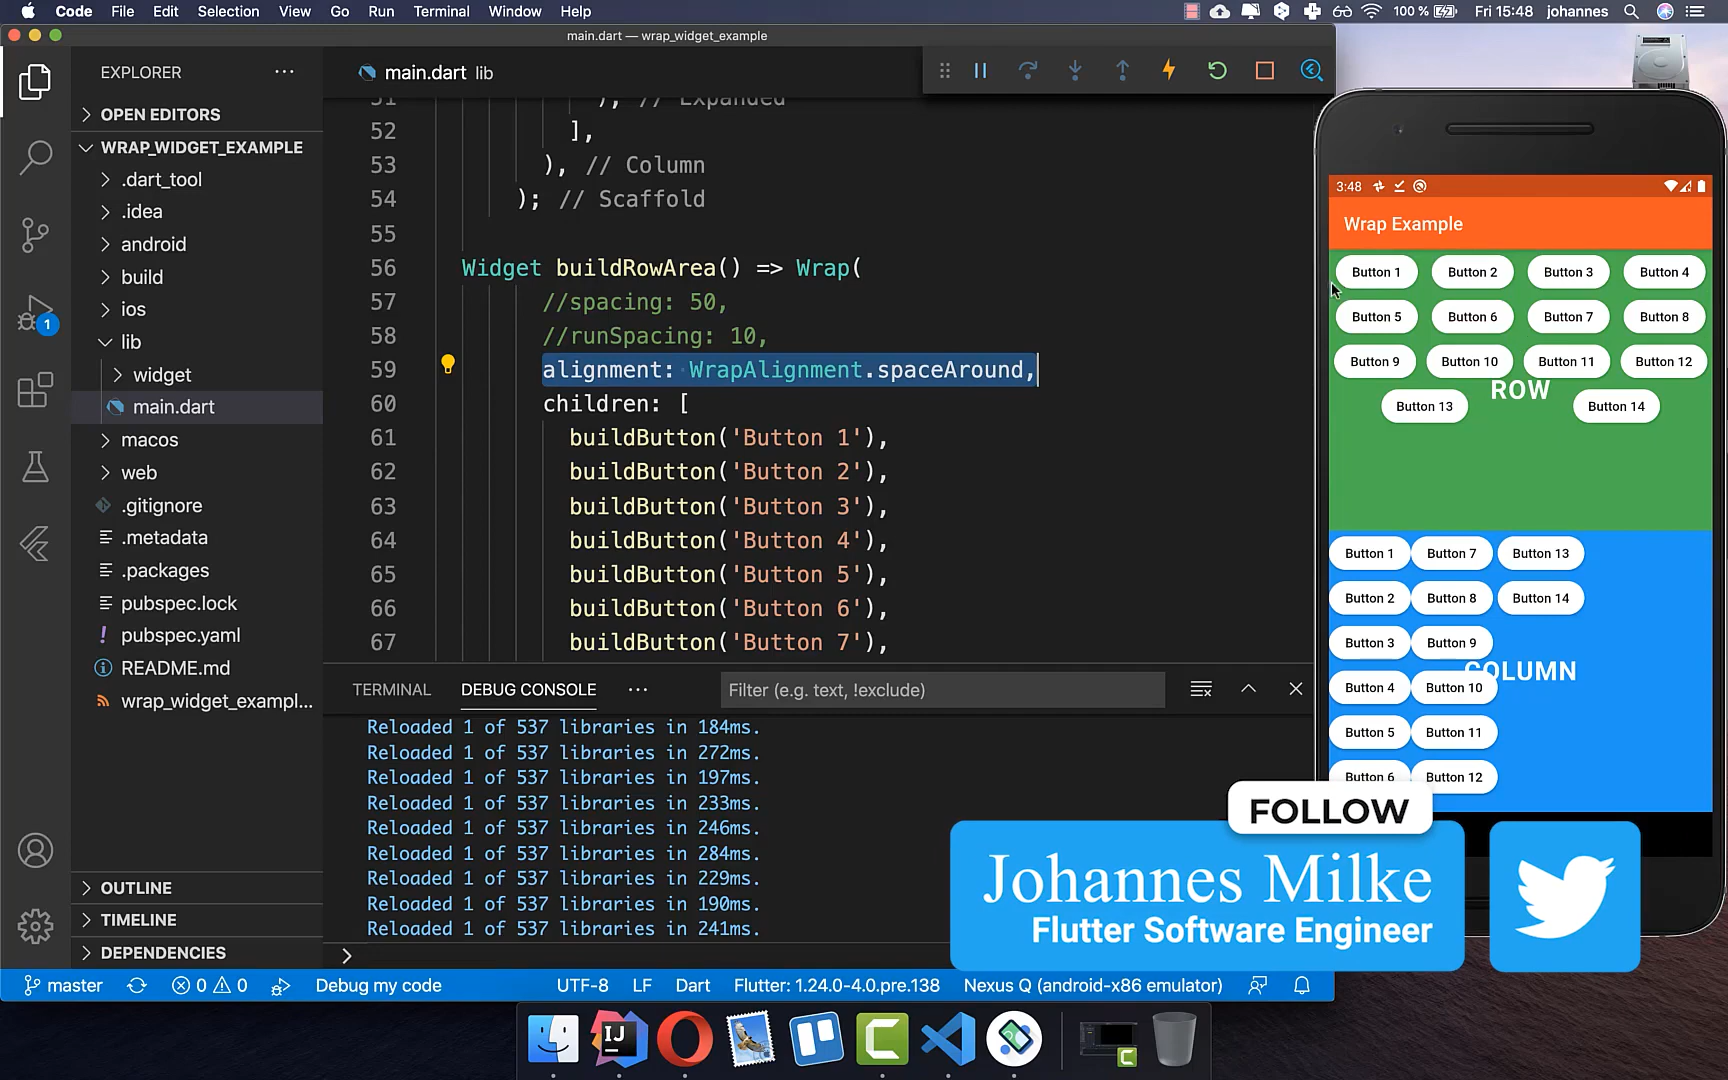 Code File Edit Selection View Go Run Terminal Window Help 100 % Fri 15:48 johannes
main.dart — wrap_widget_example
EXPLORER
main.dart lib
OPEN EDITORS
WRAP_WIDGET_EXAMPLE
.dart_tool
.idea
android
build
ios
lib
widget
main.dart
macos
web
.gitignore
.metadata
.packages
pubspec.lock
pubspec.yaml
README.md
wrap_widget_exampl...
OUTLINE
TIMELINE
DEPENDENCIES
1
51 ), // Expanded
52 ],
53 ), // Column
54 ); // Scaffold
55
56 Widget buildRowArea() => Wrap(
57 //spacing: 50,
58 //runSpacing: 10,
59 alignment: WrapAlignment.spaceAround,
60 children: [
61 buildButton('Button 1'),
62 buildButton('Button 2'),
63 buildButton('Button 3'),
64 buildButton('Button 4'),
65 buildButton('Button 5'),
66 buildButton('Button 6'),
67 buildButton('Button 7'),
TERMINAL DEBUG CONSOLE Filter (e.g. text, !exclude)
Reloaded 1 of 537 libraries in 184ms.
Reloaded 1 of 537 libraries in 272ms.
Reloaded 1 of 537 libraries in 197ms.
Reloaded 1 of 537 libraries in 233ms.
Reloaded 1 of 537 libraries in 246ms.
Reloaded 1 of 537 libraries in 284ms.
Reloaded 1 of 537 libraries in 229ms.
Reloaded 1 of 537 libraries in 190ms.
Reloaded 1 of 537 libraries in 241ms.
master 0 0 Debug my code UTF-8 LF Dart Flutter: 1.24.0-4.0.pre.138 Nexus Q (android-x86 emulator)
3:48
Wrap Example
Button 1 Button 2 Button 3 Button 4
Button 5 Button 6 Button 7 Button 8
Button 9 Button 10 Button 11 Button 12
ROW
Button 13 Button 14
Button 1 Button 7 Button 13
Button 2 Button 8 Button 14
Button 3 Button 9
COLUMN
Button 4 Button 10
Button 5 Button 11
Button 6 Button 12
FOLLOW
Johannes Milke
Flutter Software Engineer
IJ
C
C